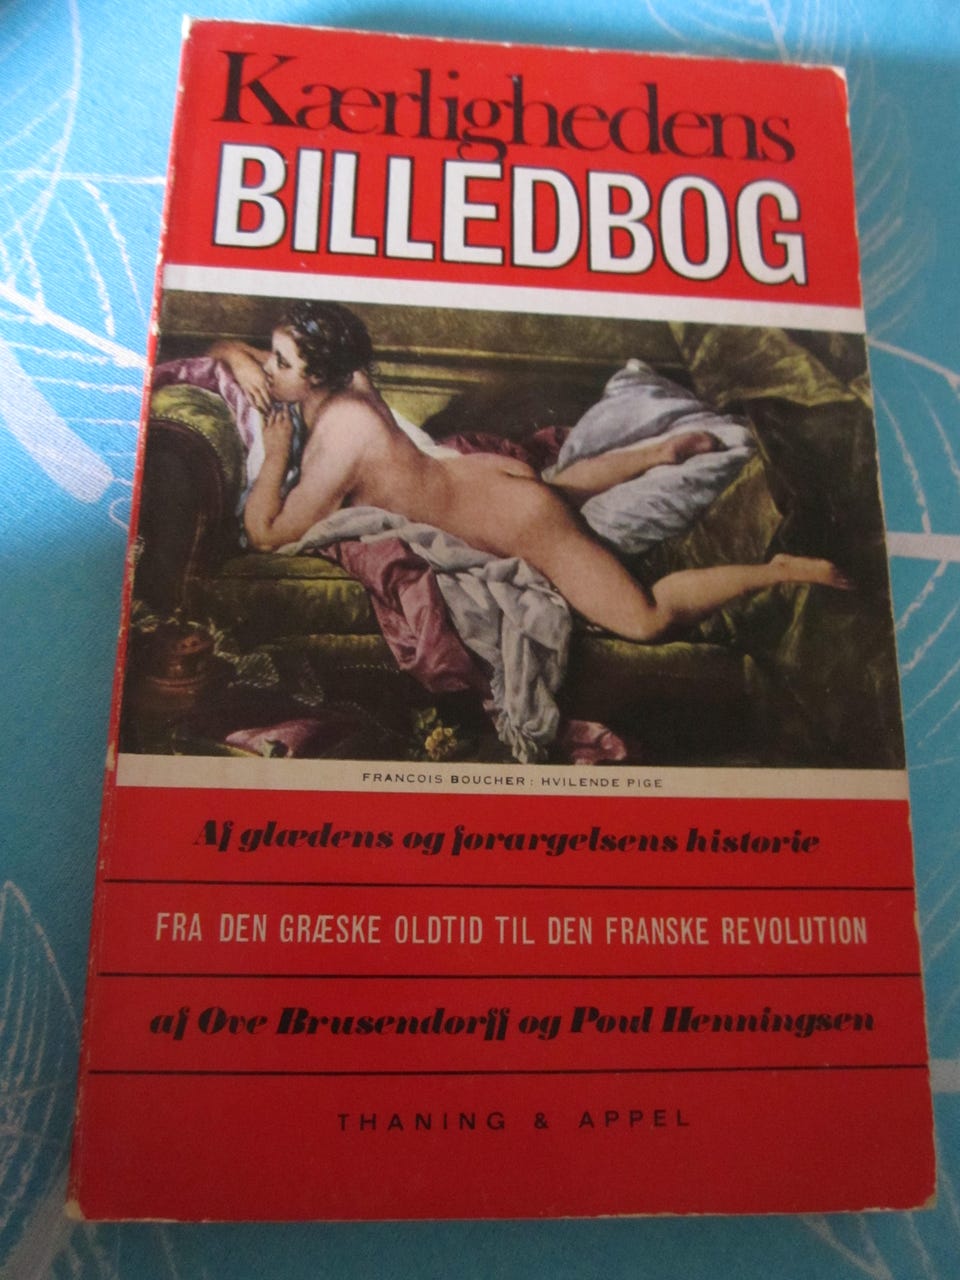 Kærlighedens
BILLEDBOG
FRANCOIS BOUCHER: HVILENDE PIGE
Af glædens og forargelsens historie
FRA DEN GRÆSKE OLDTID TIL DEN FRANSKE REVOLUTION
af Ove Brusendorff og Poul Henningsen
THANING & APPEL